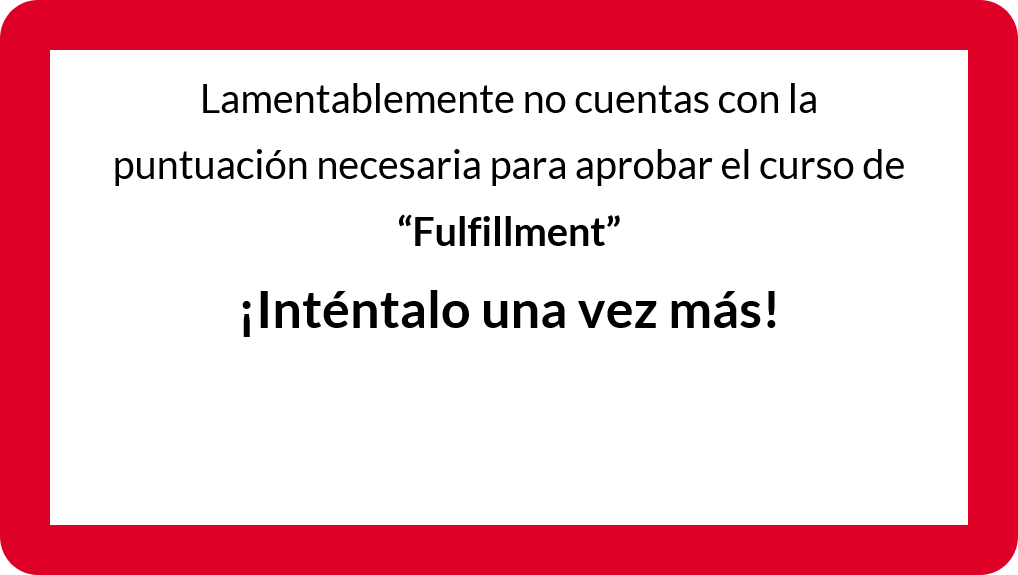 Lamentablemente no cuentas con la
puntuación necesaria para aprobar el curso de
“Fulfillment”
¡Inténtalo una vez más!